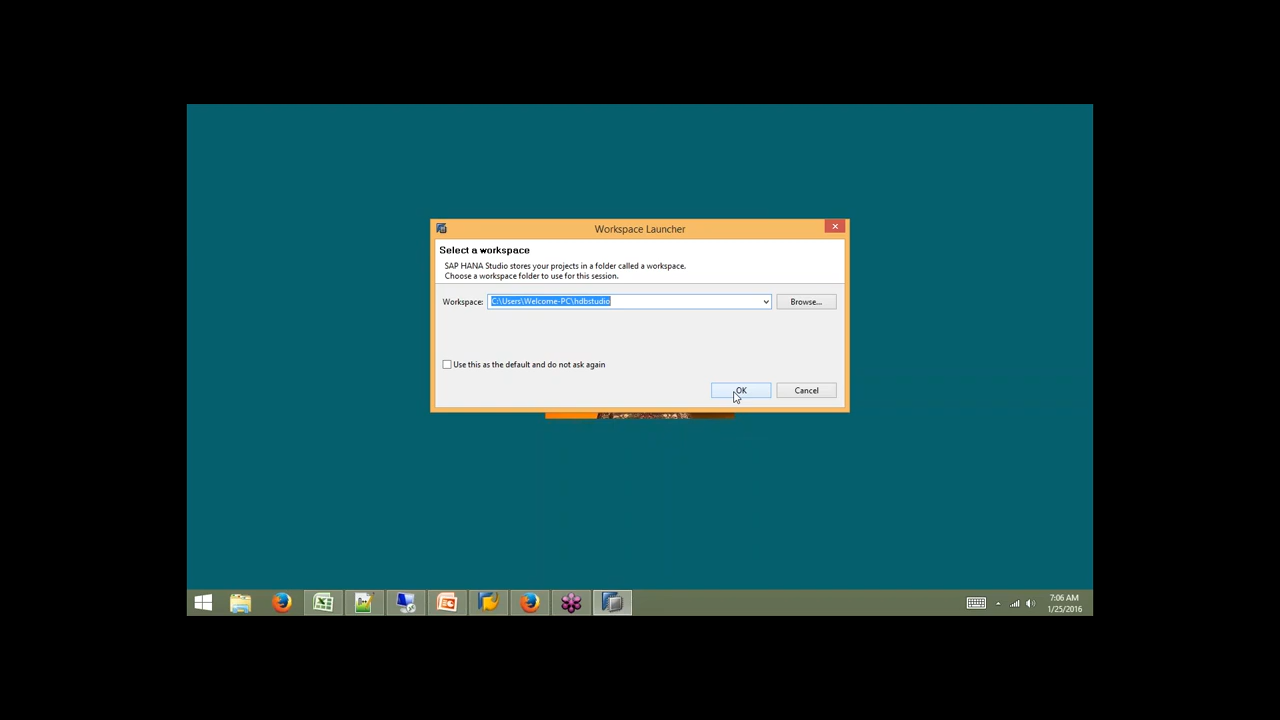 Workspace Launcher
Select a workspace
SAP HANA Studio stores your projects in a folder called a workspace.
Choose a workspace folder to use for this session.
Workspace: C:\Users\Welcome-PC\hdbstudio Browse...
Use this as the default and do not ask again
OK Cancel
7:06 AM
1/25/2016